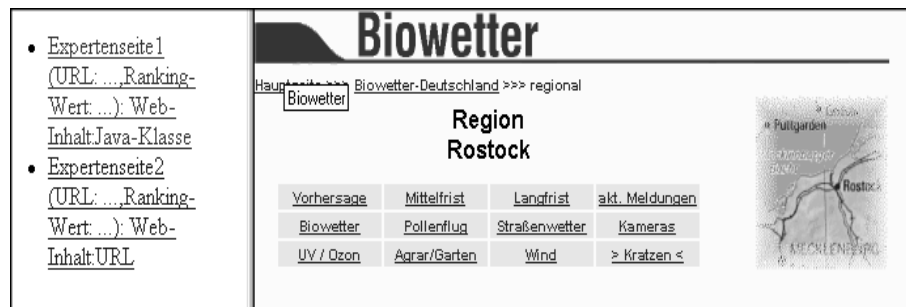 Expertenseite1
(URL: ...,Ranking-
Wert: ...): Web-
Inhalt:Java-Klasse
Expertenseite2
(URL: ...,Ranking-
Wert: ...): Web-
Inhalt:URL
Biowetter
>>> Biowetter-Deutschland >>> regional
Biowetter
Region
Rostock
Vorhersage Mittelfrist Langfrist akt. Meldungen
Biowetter Pollenflug Straßenwetter Kameras
UV / Ozon Agrar/Garten Wind > Kratzen <
Puttgarden
Rostock